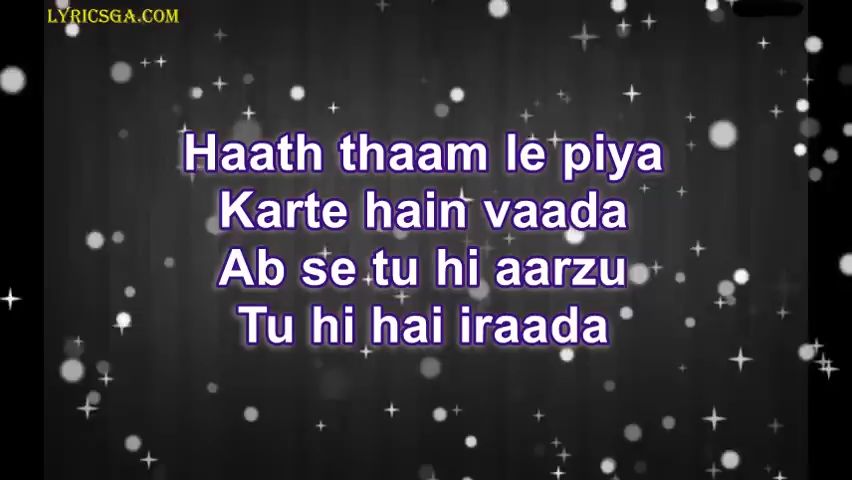 LYRICSGA.COM
Haath thaam le piya
Karte hain vaada
Ab se tu hi aarzu
Tu hi hai iraada